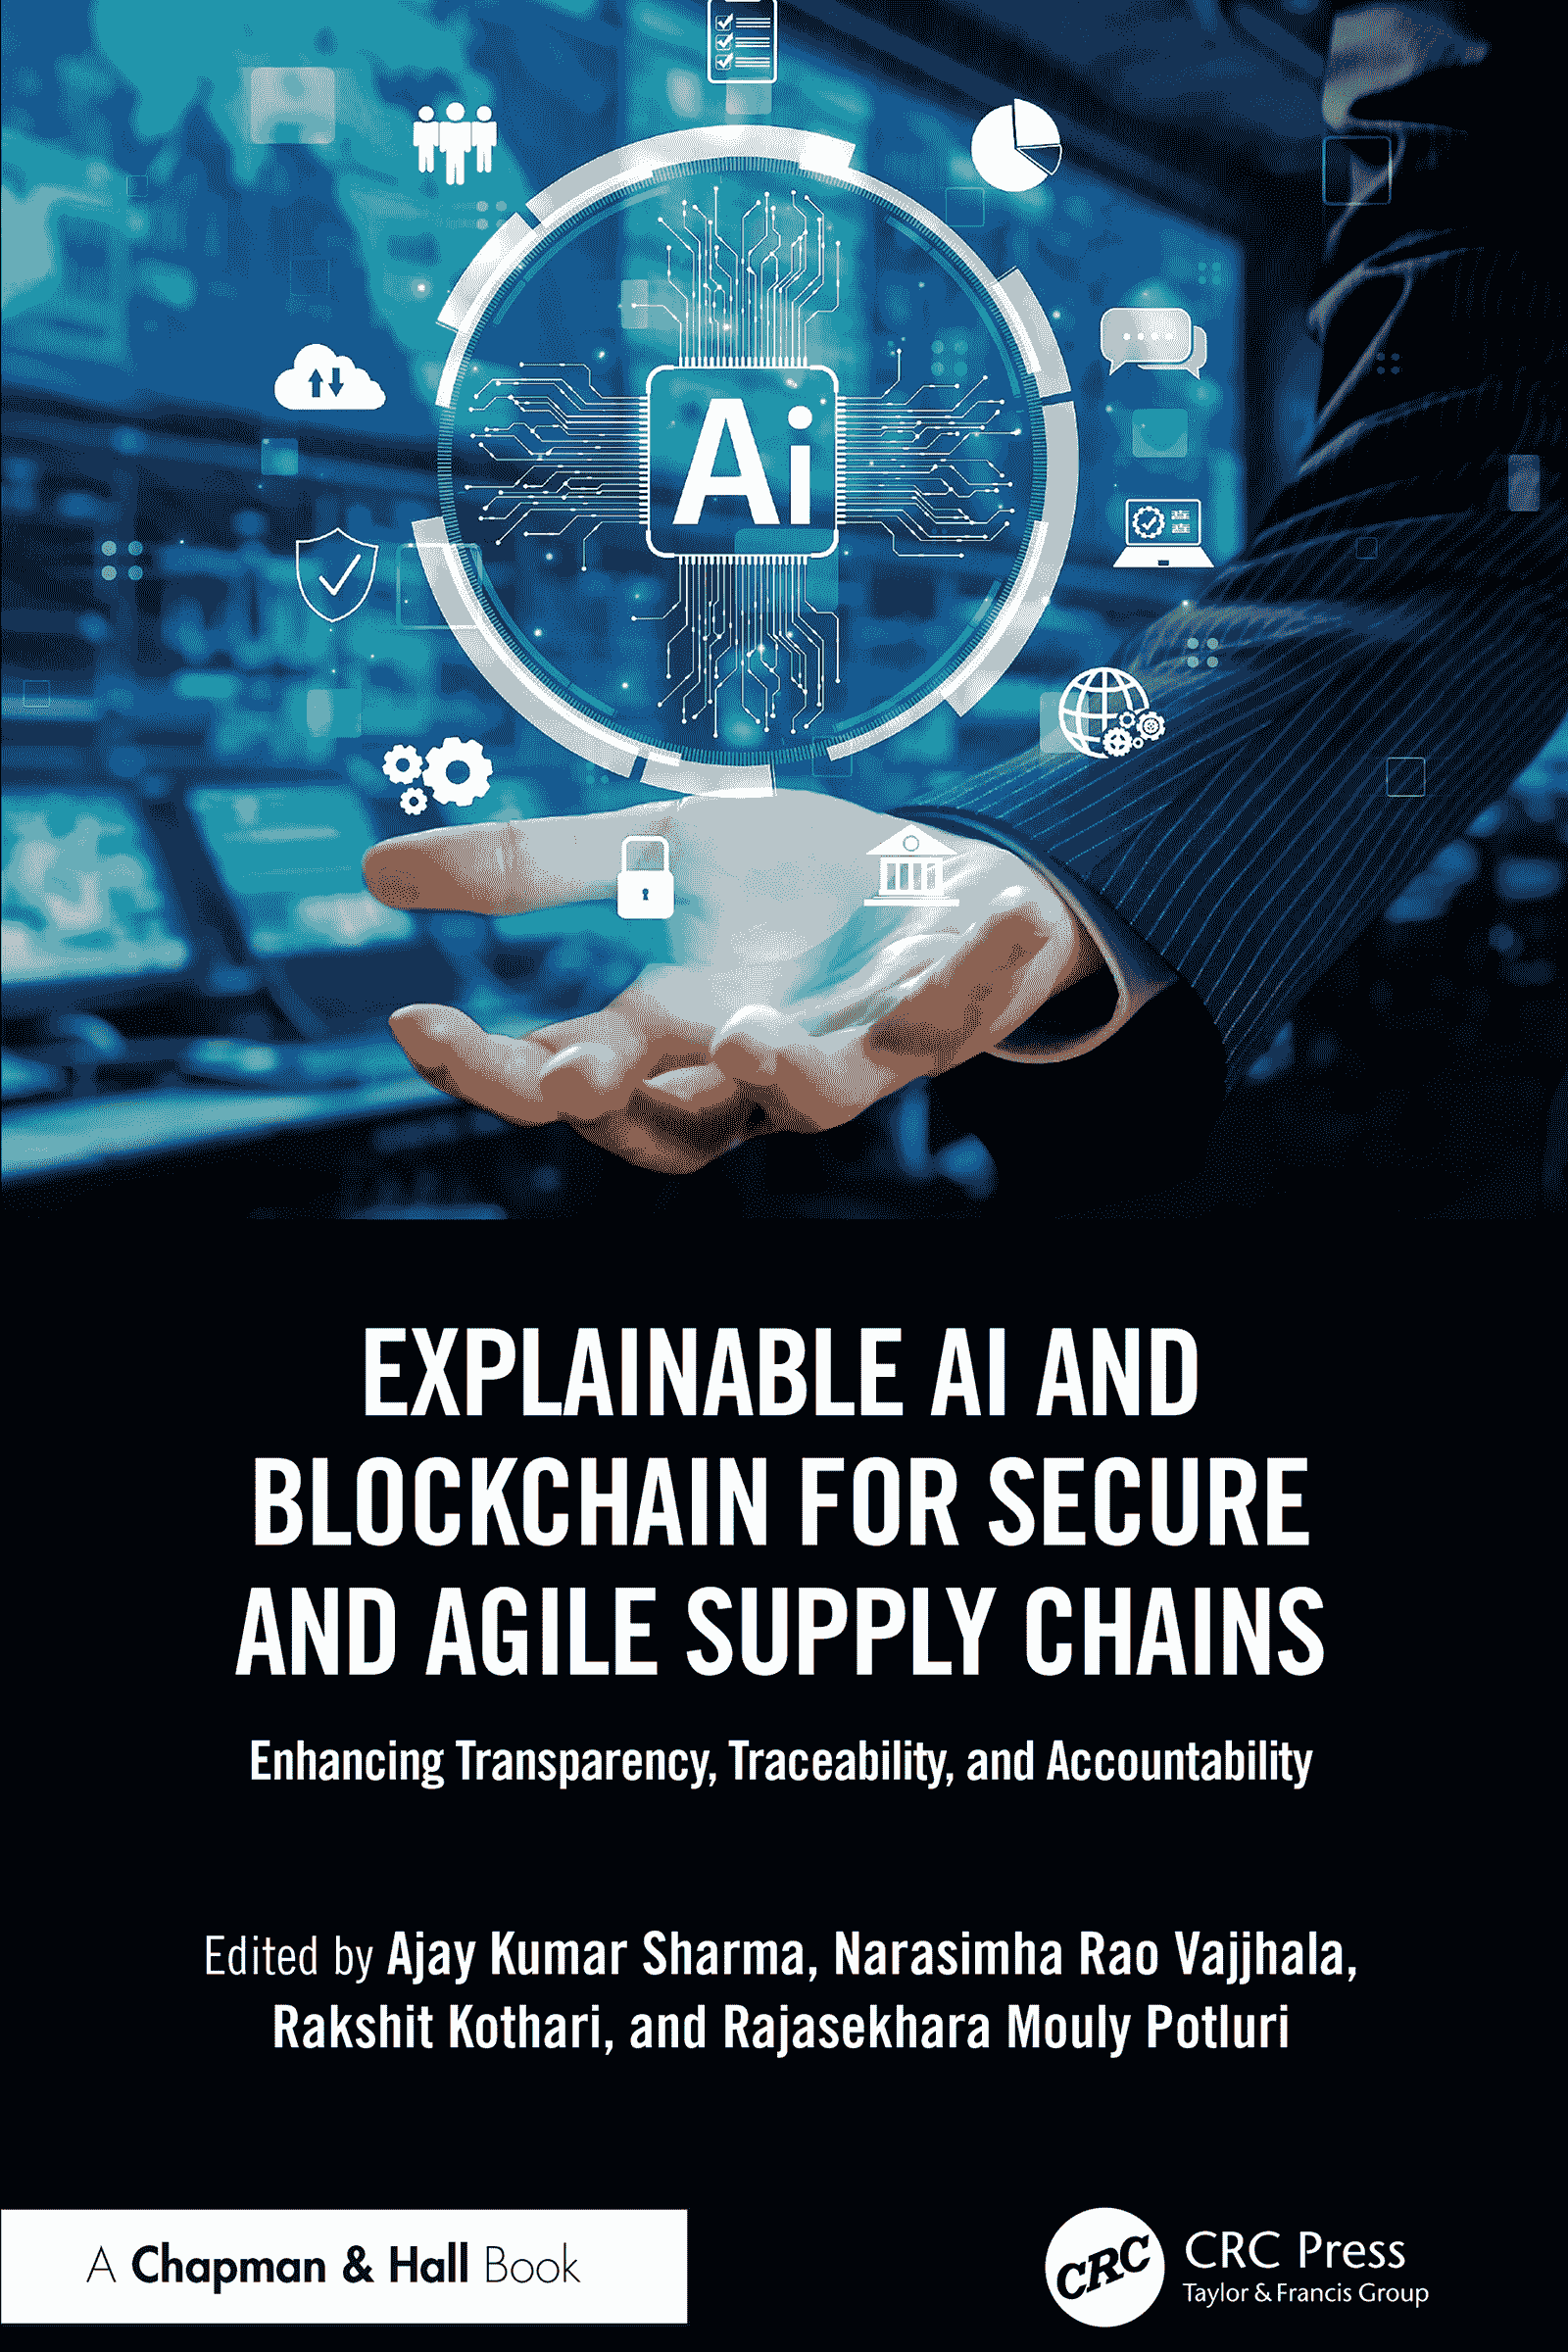 Ai
EXPLAINABLE AI AND
BLOCKCHAIN FOR SECURE
AND AGILE SUPPLY CHAINS
Enhancing Transparency, Traceability, and Accountability
Edited by Ajay Kumar Sharma, Narasimha Rao Vajjhala,
Rakshit Kothari, and Rajasekhara Mouly Potluri
A Chapman & Hall Book
CRC
CRC Press
Taylor & Francis Group